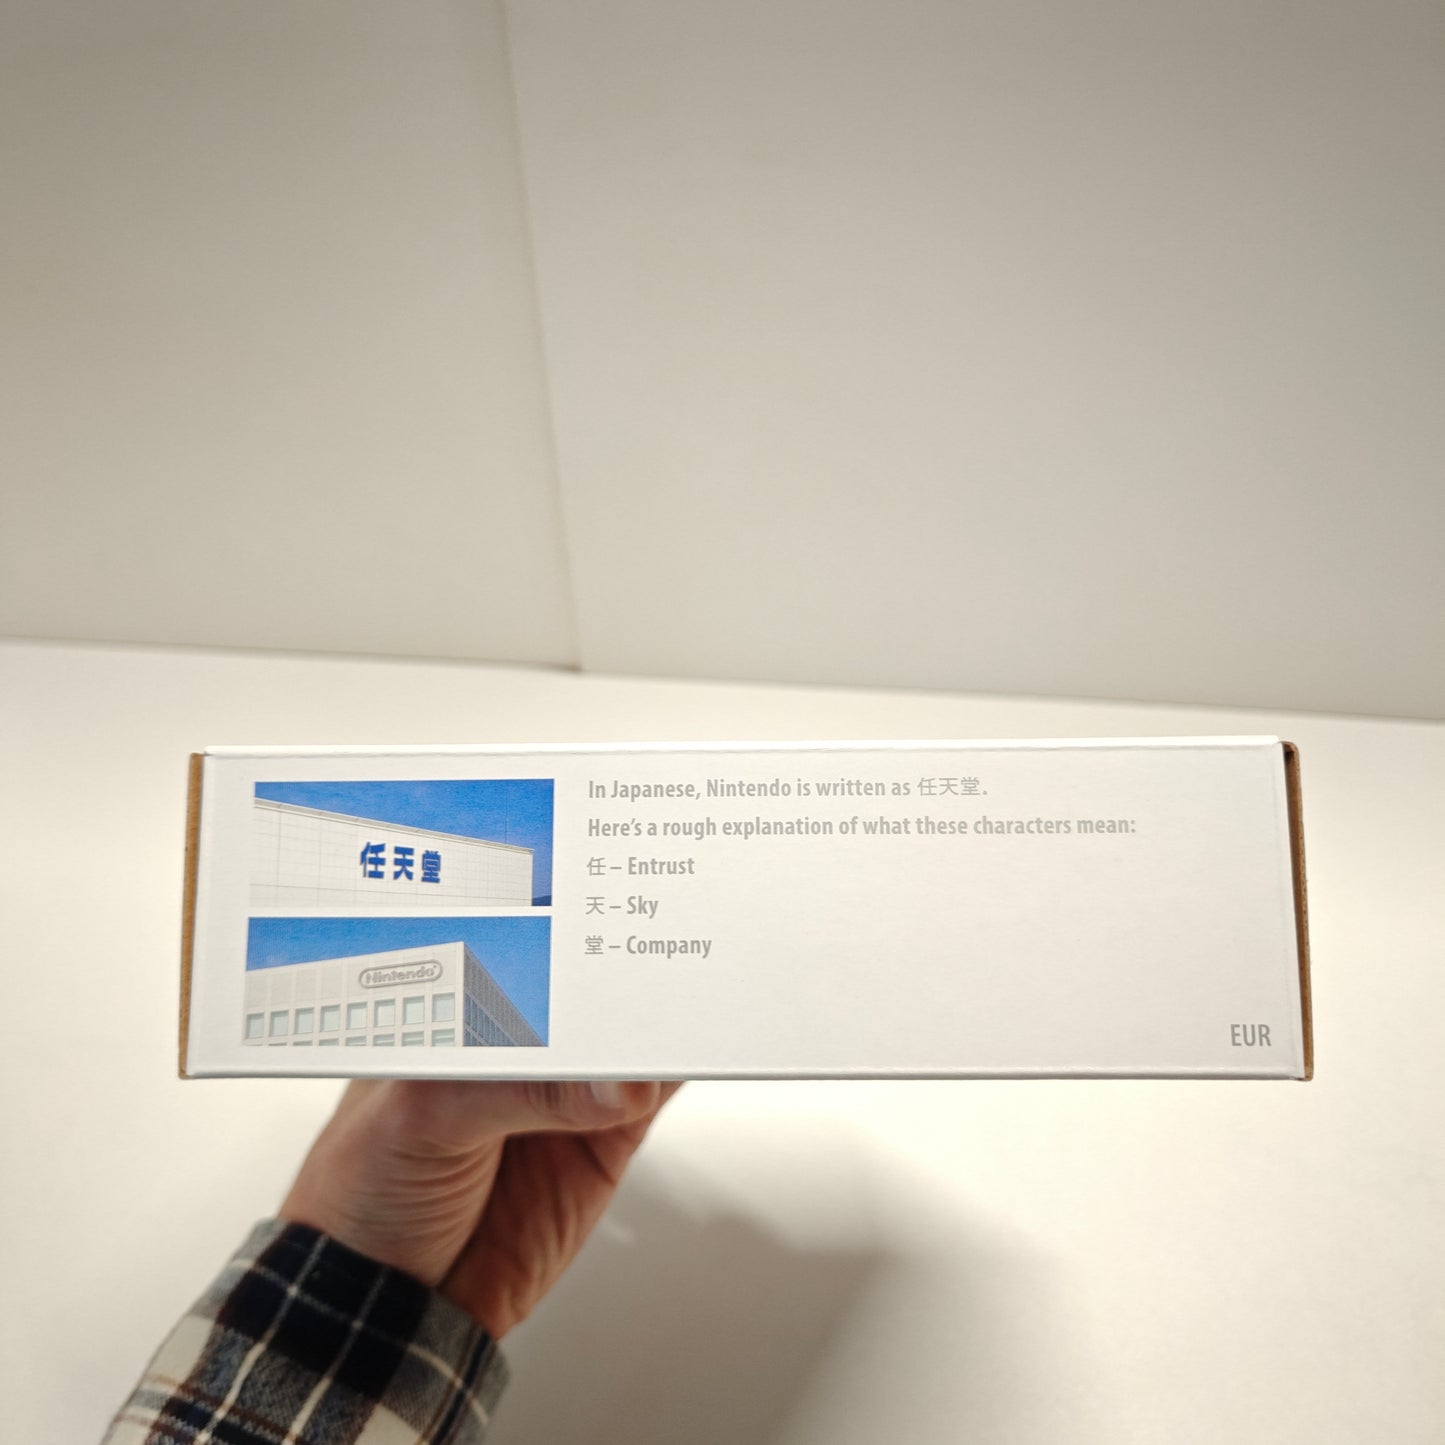 任天堂
Nintendo
In Japanese, Nintendo is written as 任天堂.
Here's a rough explanation of what these characters mean:
任 – Entrust
天 – Sky
堂 – Company
EUR